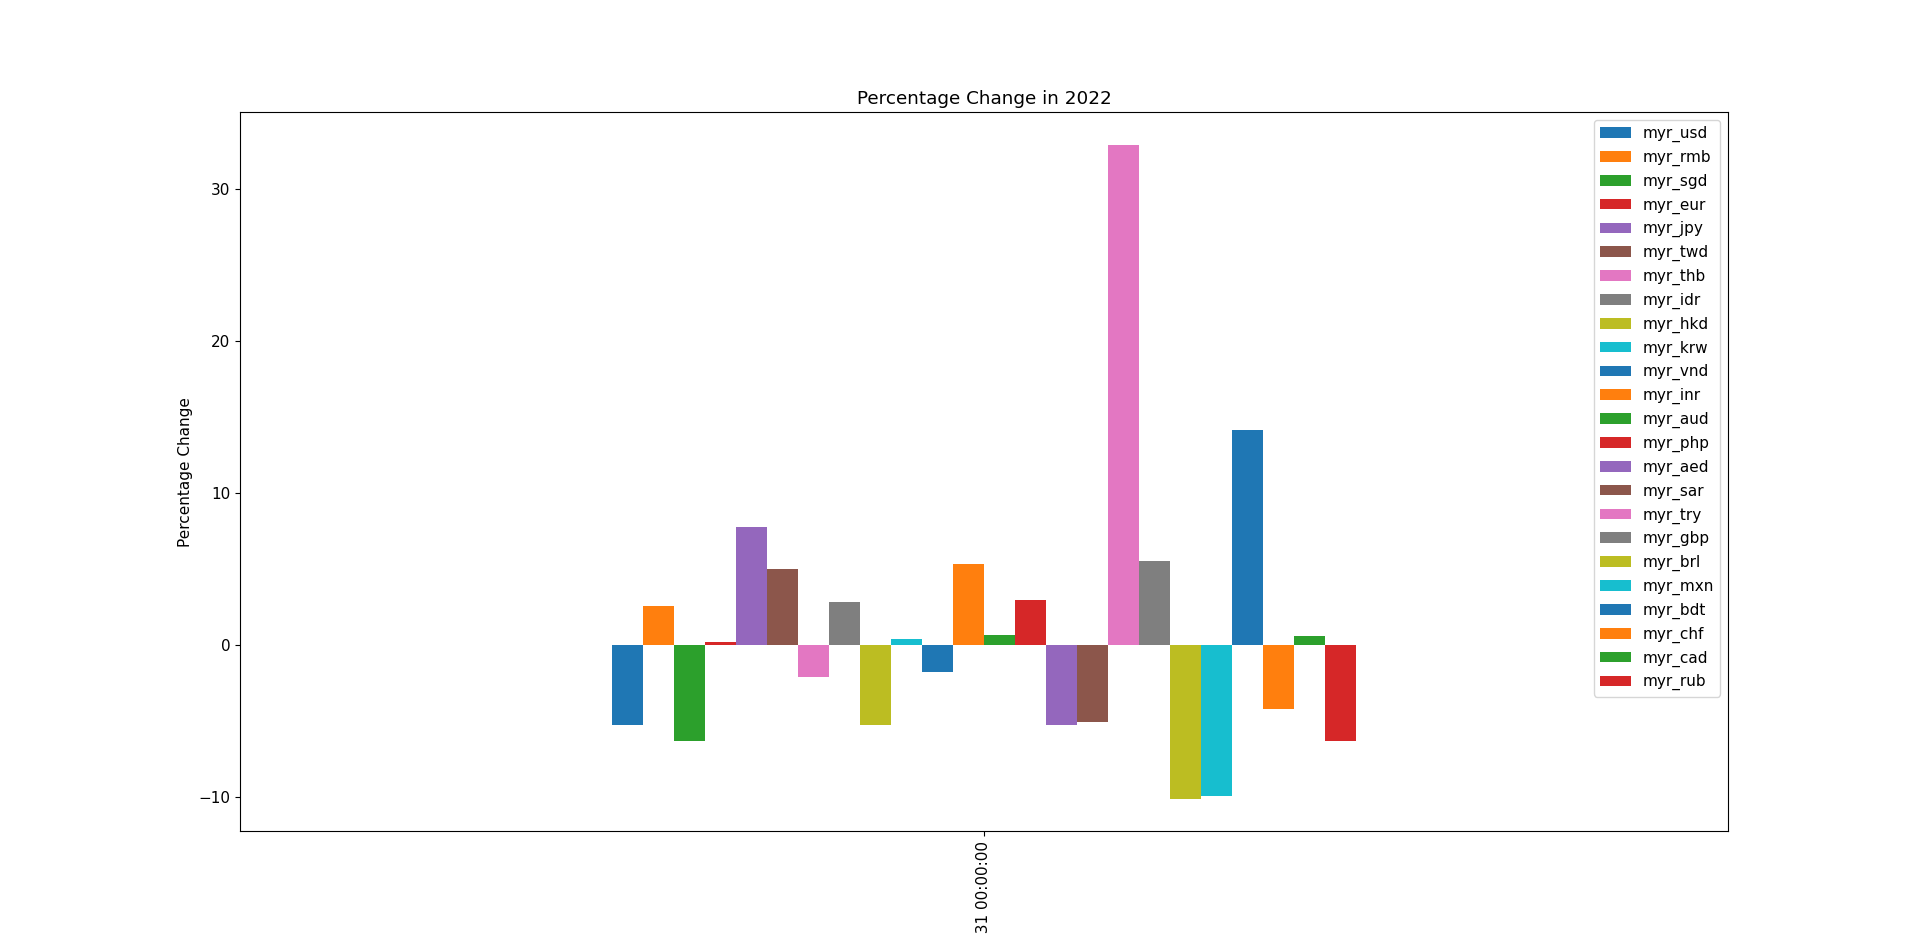 Percentage Change in 2022
Percentage Change
30
20
10
0
−10
31 00:00:00
myr_usd
myr_rmb
myr_sgd
myr_eur
myr_jpy
myr_twd
myr_thb
myr_idr
myr_hkd
myr_krw
myr_vnd
myr_inr
myr_aud
myr_php
myr_aed
myr_sar
myr_try
myr_gbp
myr_brl
myr_mxn
myr_bdt
myr_chf
myr_cad
myr_rub